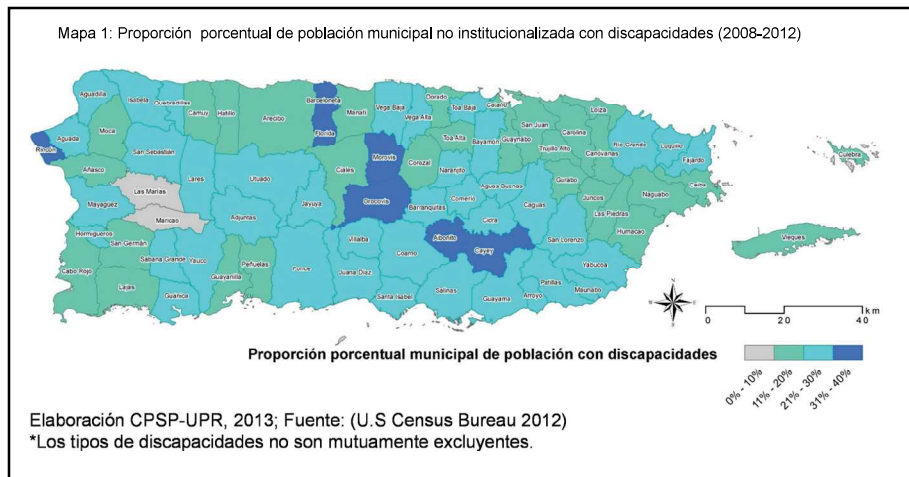 Mapa 1: Proporción porcentual de población municipal no institucionalizada con discapacidades (2008-2012)
Aguadilla
Isabela
Quebradillas
Camuy
Hatillo
Arecibo
Barceloneta
Manatí
Vega Baja
Vega Alta
Dorado
Toa Baja
Cataño
San Juan
Loiza
Carolina
Moca
Aguada
Rincón
Florida
Toa Alta
Bayamón
Guaynabo
Trujillo Alto
Canóvanas
Río Grande
Luquillo
Fajardo
Culebra
San Sebastián
Añasco
Lares
Utuado
Ciales
Morovis
Corozal
Naranjito
Aguas Buenas
Gurabo
Ceiba
Las Marías
Mayagüez
Maricao
Adjuntas
Jayuya
Orocovis
Barranquitas
Comerío
Caguas
Juncos
Naguabo
Las Piedras
Humacao
Cidra
Hormigueros
San Germán
Sabana Grande
Yauco
Villalba
Aibonito
Cayey
San Lorenzo
Vieques
Cabo Rojo
Lajas
Guánica
Guayanilla
Peñuelas
Ponce
Juana Díaz
Coamo
Santa Isabel
Salinas
Guayama
Arroyo
Patillas
Maunabo
Yabucoa
N
W
E
S
0 20 40 km
Proporción porcentual municipal de población con discapacidades
0% - 10%
11% - 20%
21% - 30%
31% - 40%
Elaboración CPSP-UPR, 2013; Fuente: (U.S Census Bureau 2012)
*Los tipos de discapacidades no son mutuamente excluyentes.